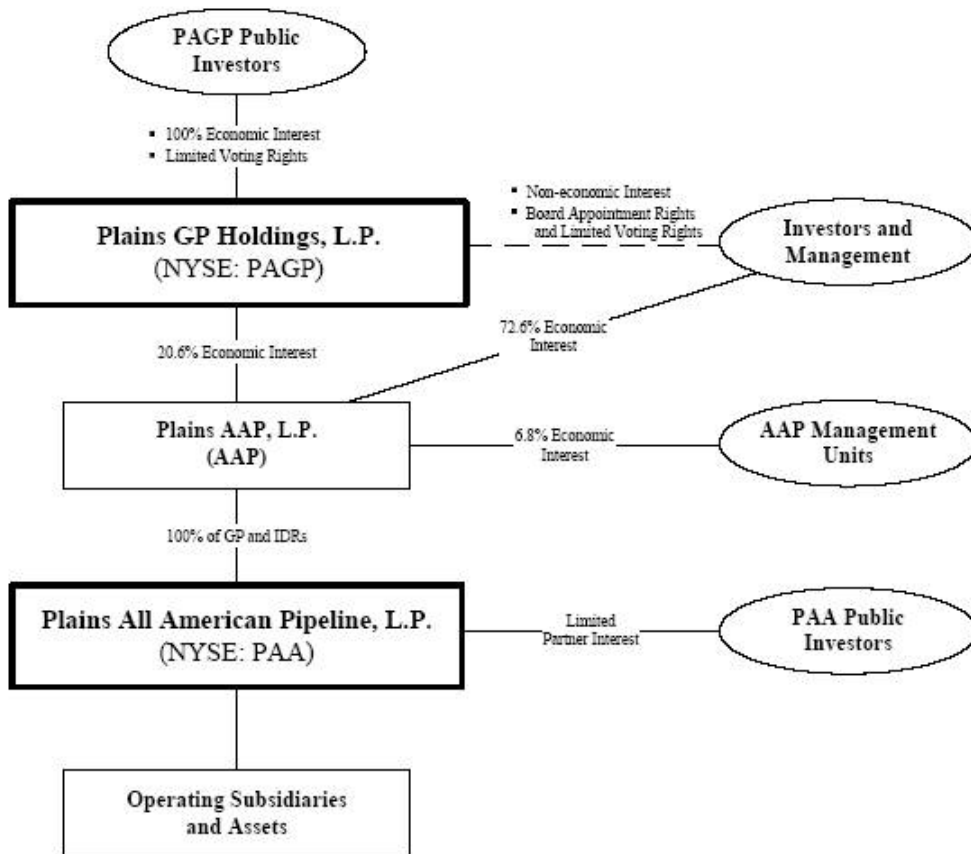 PAGP Public
Investors
▪ 100% Economic Interest
▪ Limited Voting Rights
▪ Non-economic Interest
▪ Board Appointment Rights
and Limited Voting Rights
Plains GP Holdings, L.P.
(NYSE: PAGP)
Investors and
Management
72.6% Economic
Interest
20.6% Economic Interest
Plains AAP, L.P.
(AAP)
6.8% Economic
Interest
AAP Management
Units
100% of GP and IDRs
Plains All American Pipeline, L.P.
(NYSE: PAA)
Limited
Partner Interest
PAA Public
Investors
Operating Subsidiaries
and Assets